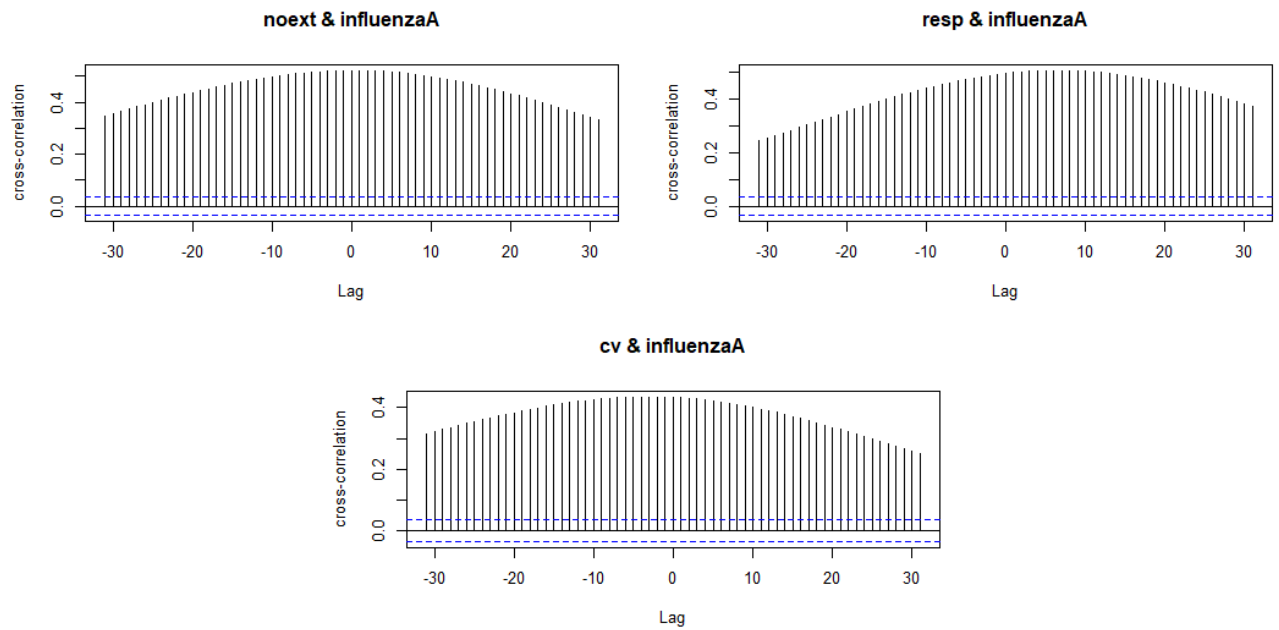 noext & influenzaA
cross-correlation
0.0 0.2 0.4
-30 -20 -10 0 10 20 30
Lag
resp & influenzaA
cross-correlation
0.0 0.2 0.4
-30 -20 -10 0 10 20 30
Lag
cv & influenzaA
cross-correlation
0.0 0.2 0.4
-30 -20 -10 0 10 20 30
Lag